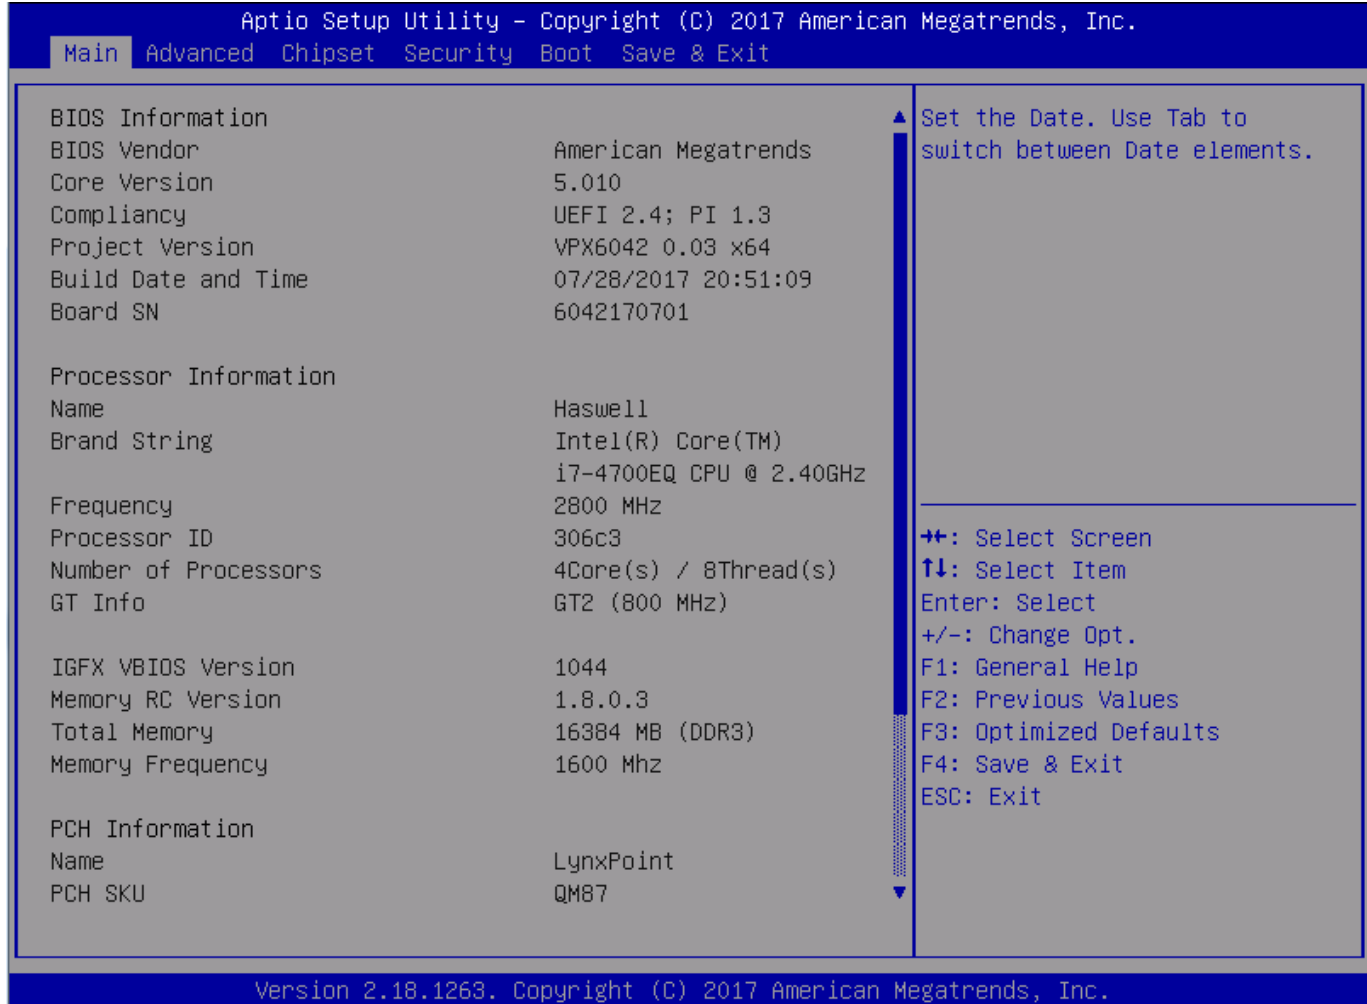 Aptio Setup Utility – Copyright (C) 2017 American Megatrends, Inc.
Main Advanced Chipset Security Boot Save & Exit
BIOS Information
BIOS Vendor American Megatrends
Core Version 5.010
Compliancy UEFI 2.4; PI 1.3
Project Version VPX6042 0.03 x64
Build Date and Time 07/28/2017 20:51:09
Board SN 6042170701
Processor Information
Name Haswell
Brand String Intel(R) Core(TM)
i7-4700EQ CPU @ 2.40GHz
Frequency 2800 MHz
Processor ID 306c3
Number of Processors 4Core(s) / 8Thread(s)
GT Info GT2 (800 MHz)
IGFX VBIOS Version 1044
Memory RC Version 1.8.0.3
Total Memory 16384 MB (DDR3)
Memory Frequency 1600 Mhz
PCH Information
Name LynxPoint
PCH SKU QM87
Set the Date. Use Tab to
switch between Date elements.
→←: Select Screen
↑↓: Select Item
Enter: Select
+/-: Change Opt.
F1: General Help
F2: Previous Values
F3: Optimized Defaults
F4: Save & Exit
ESC: Exit
Version 2.18.1263. Copyright (C) 2017 American Megatrends, Inc.